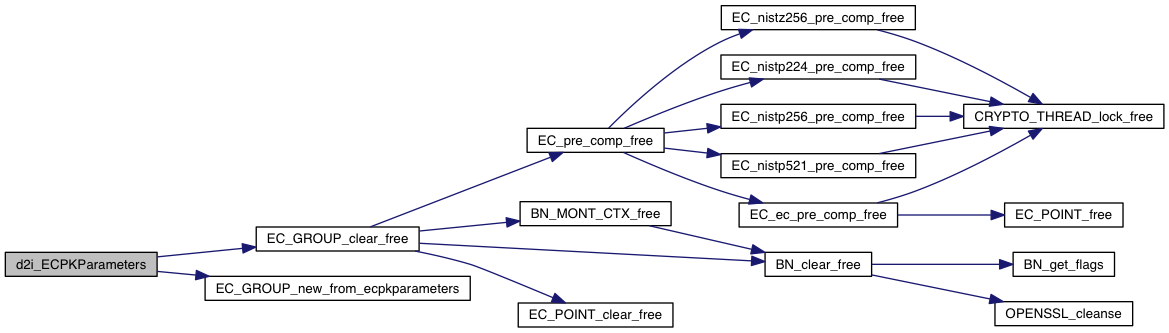 EC_nistz256_pre_comp_free
EC_nistp224_pre_comp_free
EC_nistp256_pre_comp_free
CRYPTO_THREAD_lock_free
EC_pre_comp_free
EC_nistp521_pre_comp_free
BN_MONT_CTX_free
EC_ec_pre_comp_free
EC_POINT_free
EC_GROUP_clear_free
d2i_ECPKParameters
BN_clear_free
BN_get_flags
EC_GROUP_new_from_ecpkparameters
EC_POINT_clear_free
OPENSSL_cleanse